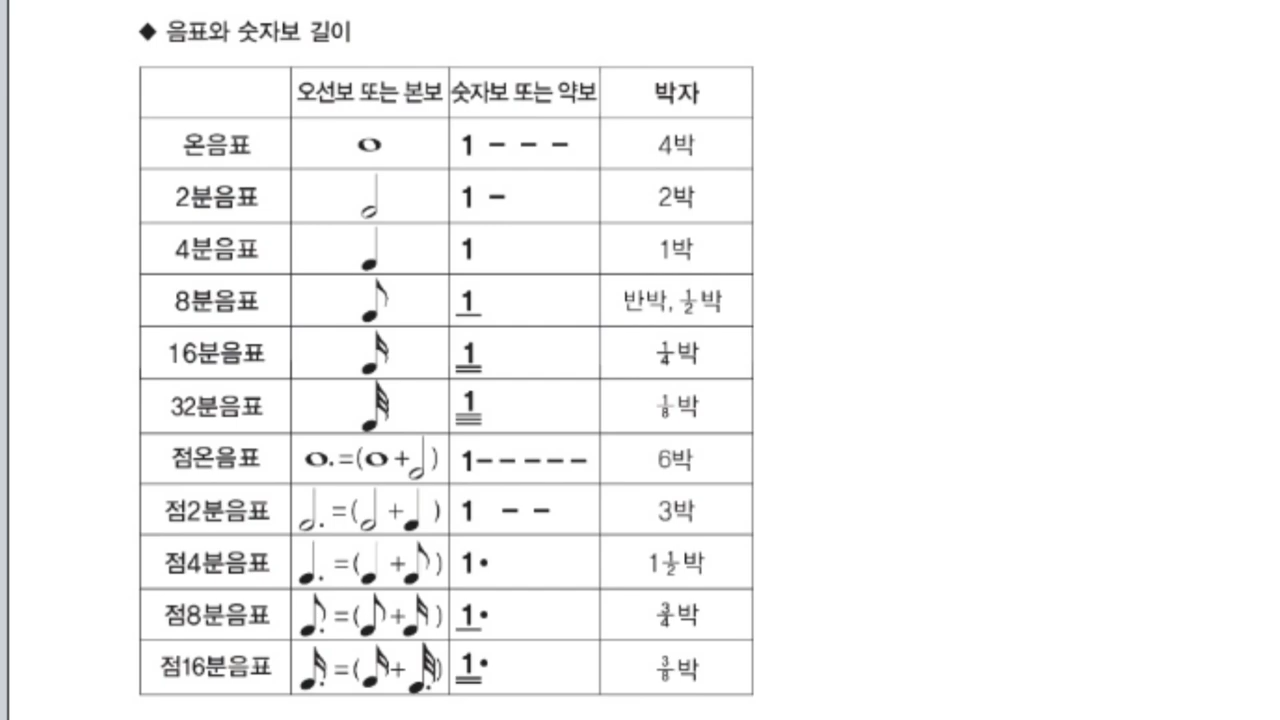 ◆ 음표와 숫자보 길이
오선보 또는 본보 숫자보 또는 약보 박자
온음표 1 - - - 4박
2분음표 1 - 2박
4분음표 1 1박
8분음표 1 반박, 1/2 박
16분음표 1 1/4 박
32분음표 1 1/8 박
점온음표 =( + ) 1----- 6박
점2분음표 =( + ) 1 - - 3박
점4분음표 =( + ) 1• 1 1/2 박
점8분음표 =( + ) 1• 3/4 박
점16분음표 =( + ) 1• 3/8 박